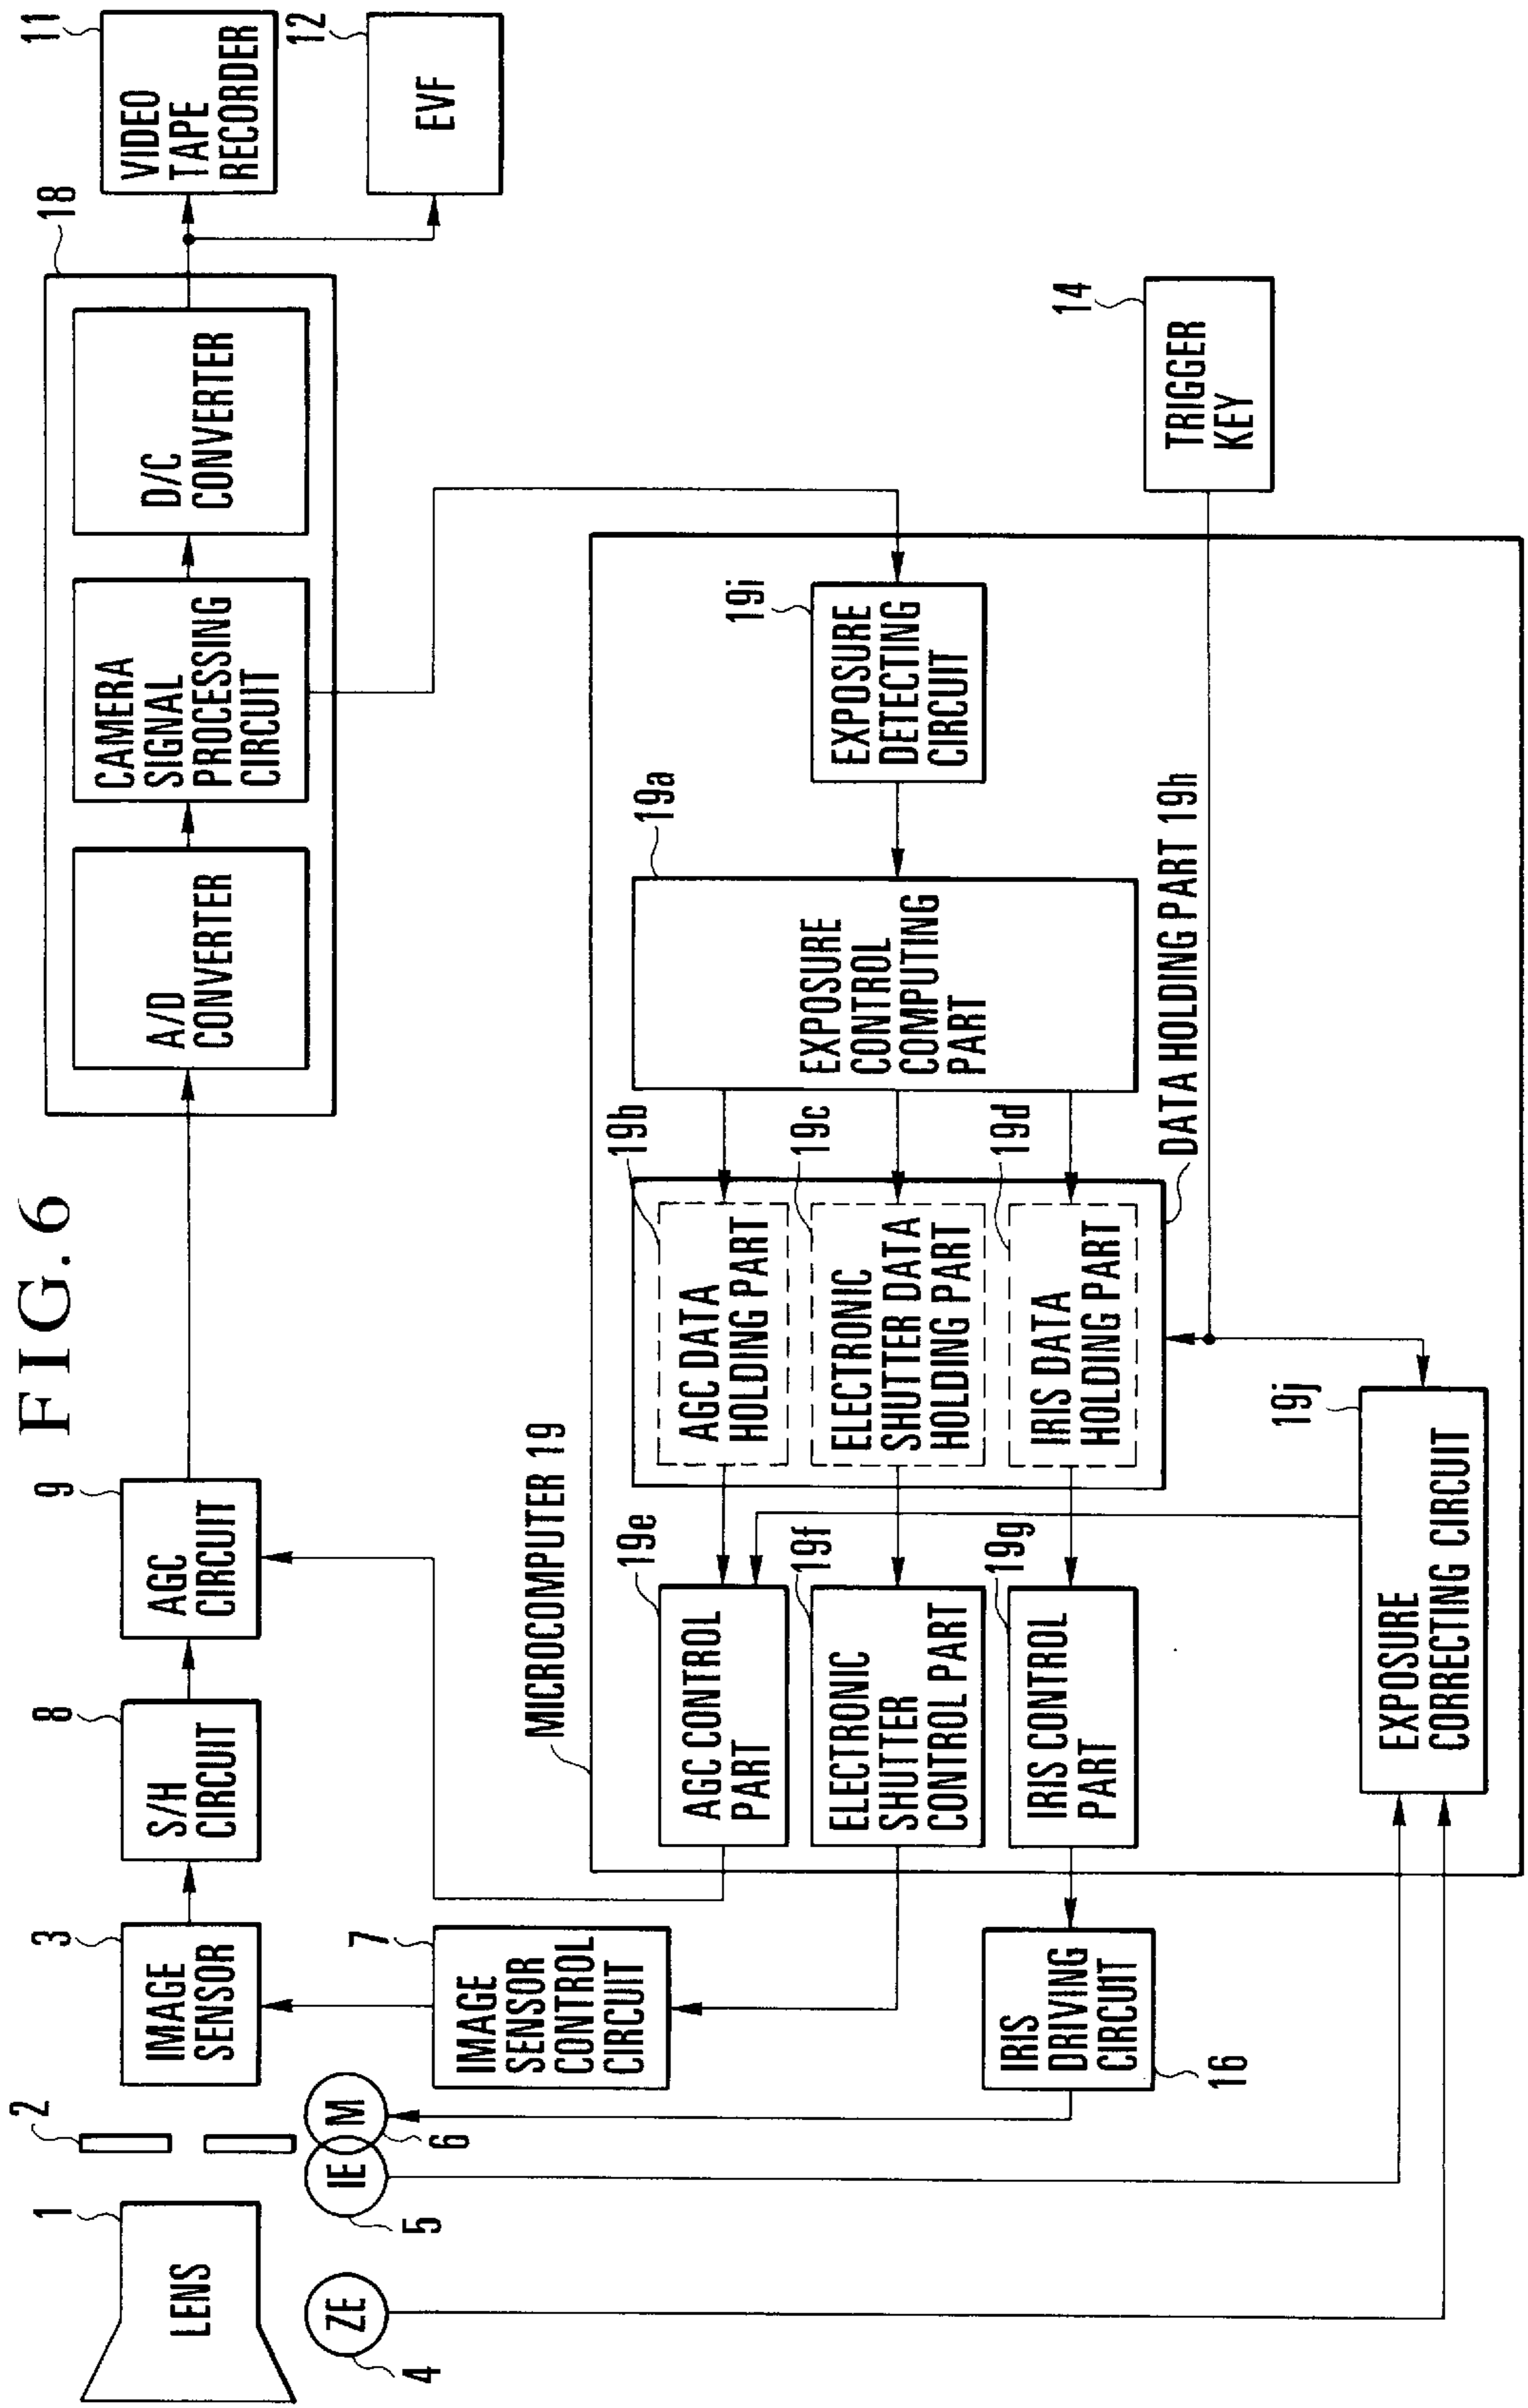 FIG. 6
1
LENS
2
3
IMAGE
SENSOR
8
S/H
CIRCUIT
9
AGC
CIRCUIT
18
A/D
CONVERTER
CAMERA
SIGNAL
PROCESSING
CIRCUIT
D/C
CONVERTER
11
VIDEO
TAPE
RECORDER
12
EVF
ZE
4
IE
5
M
6
7
IMAGE
SENSOR
CONTROL
CIRCUIT
IRIS
DRIVING
CIRCUIT
16
MICROCOMPUTER 19
19e
AGC CONTROL
PART
19f
ELECTRONIC
SHUTTER
CONTROL PART
19g
IRIS CONTROL
PART
19b
AGC DATA
HOLDING PART
19c
ELECTRONIC
SHUTTER DATA
HOLDING PART
19d
IRIS DATA
HOLDING PART
DATA HOLDING PART 19h
19a
EXPOSURE
CONTROL
COMPUTING
PART
19i
EXPOSURE
DETECTING
CIRCUIT
14
TRIGGER
KEY
19j
EXPOSURE
CORRECTING CIRCUIT